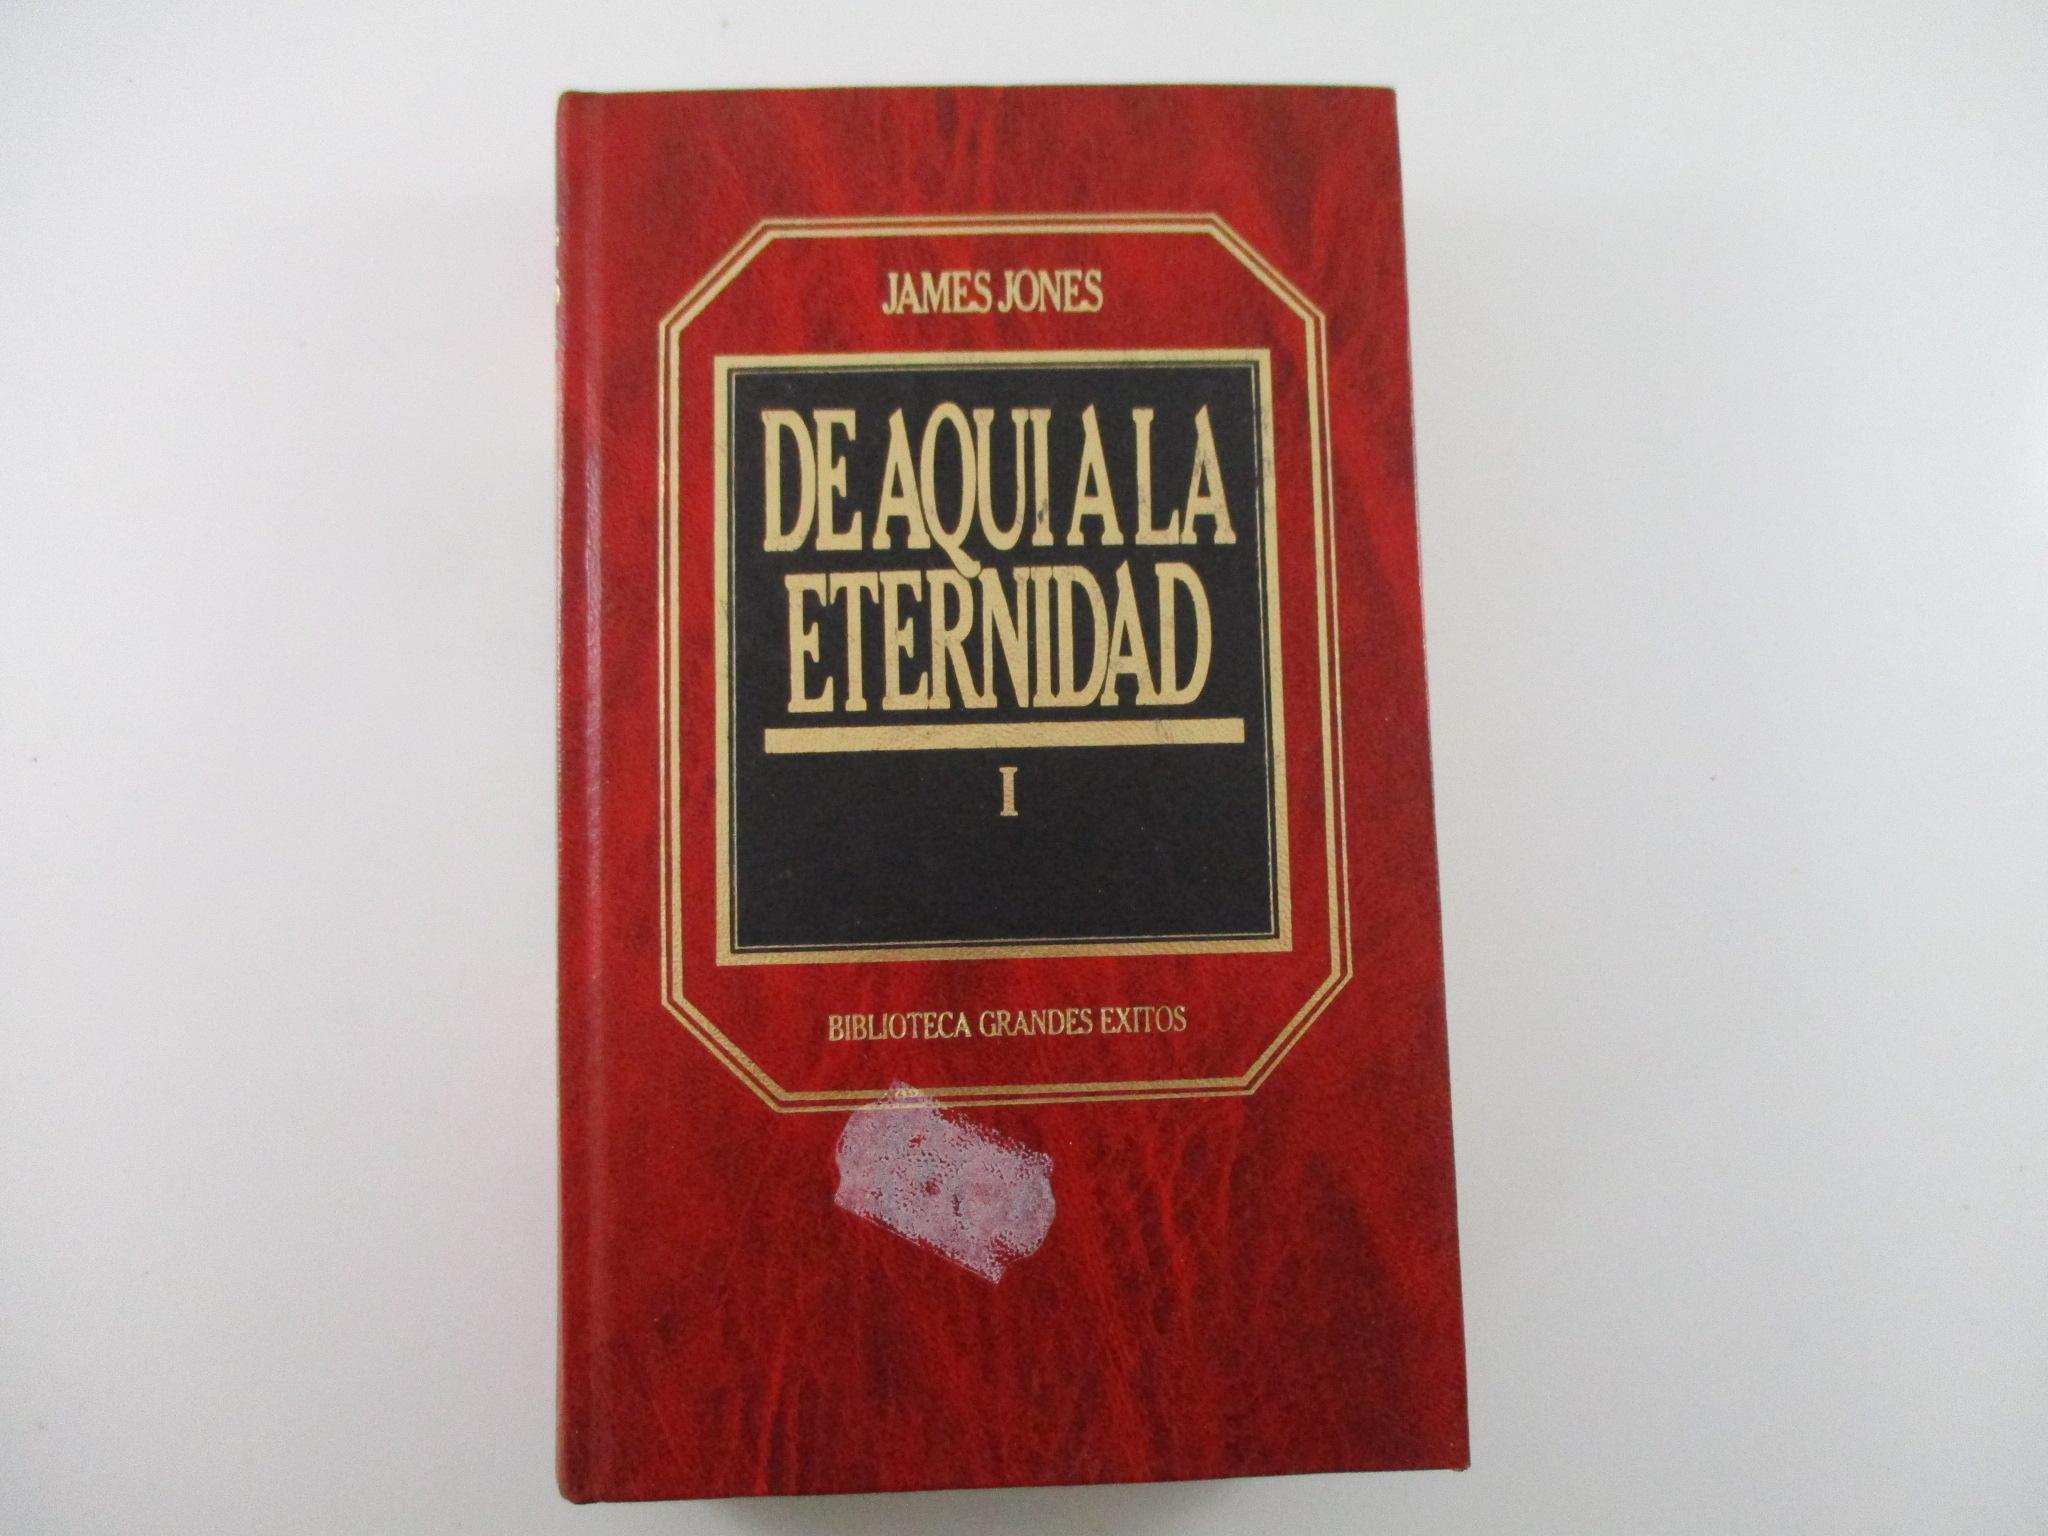 JAMES JONES
DE AQUI A LA
ETERNIDAD
I
BIBLIOTECA GRANDES EXITOS